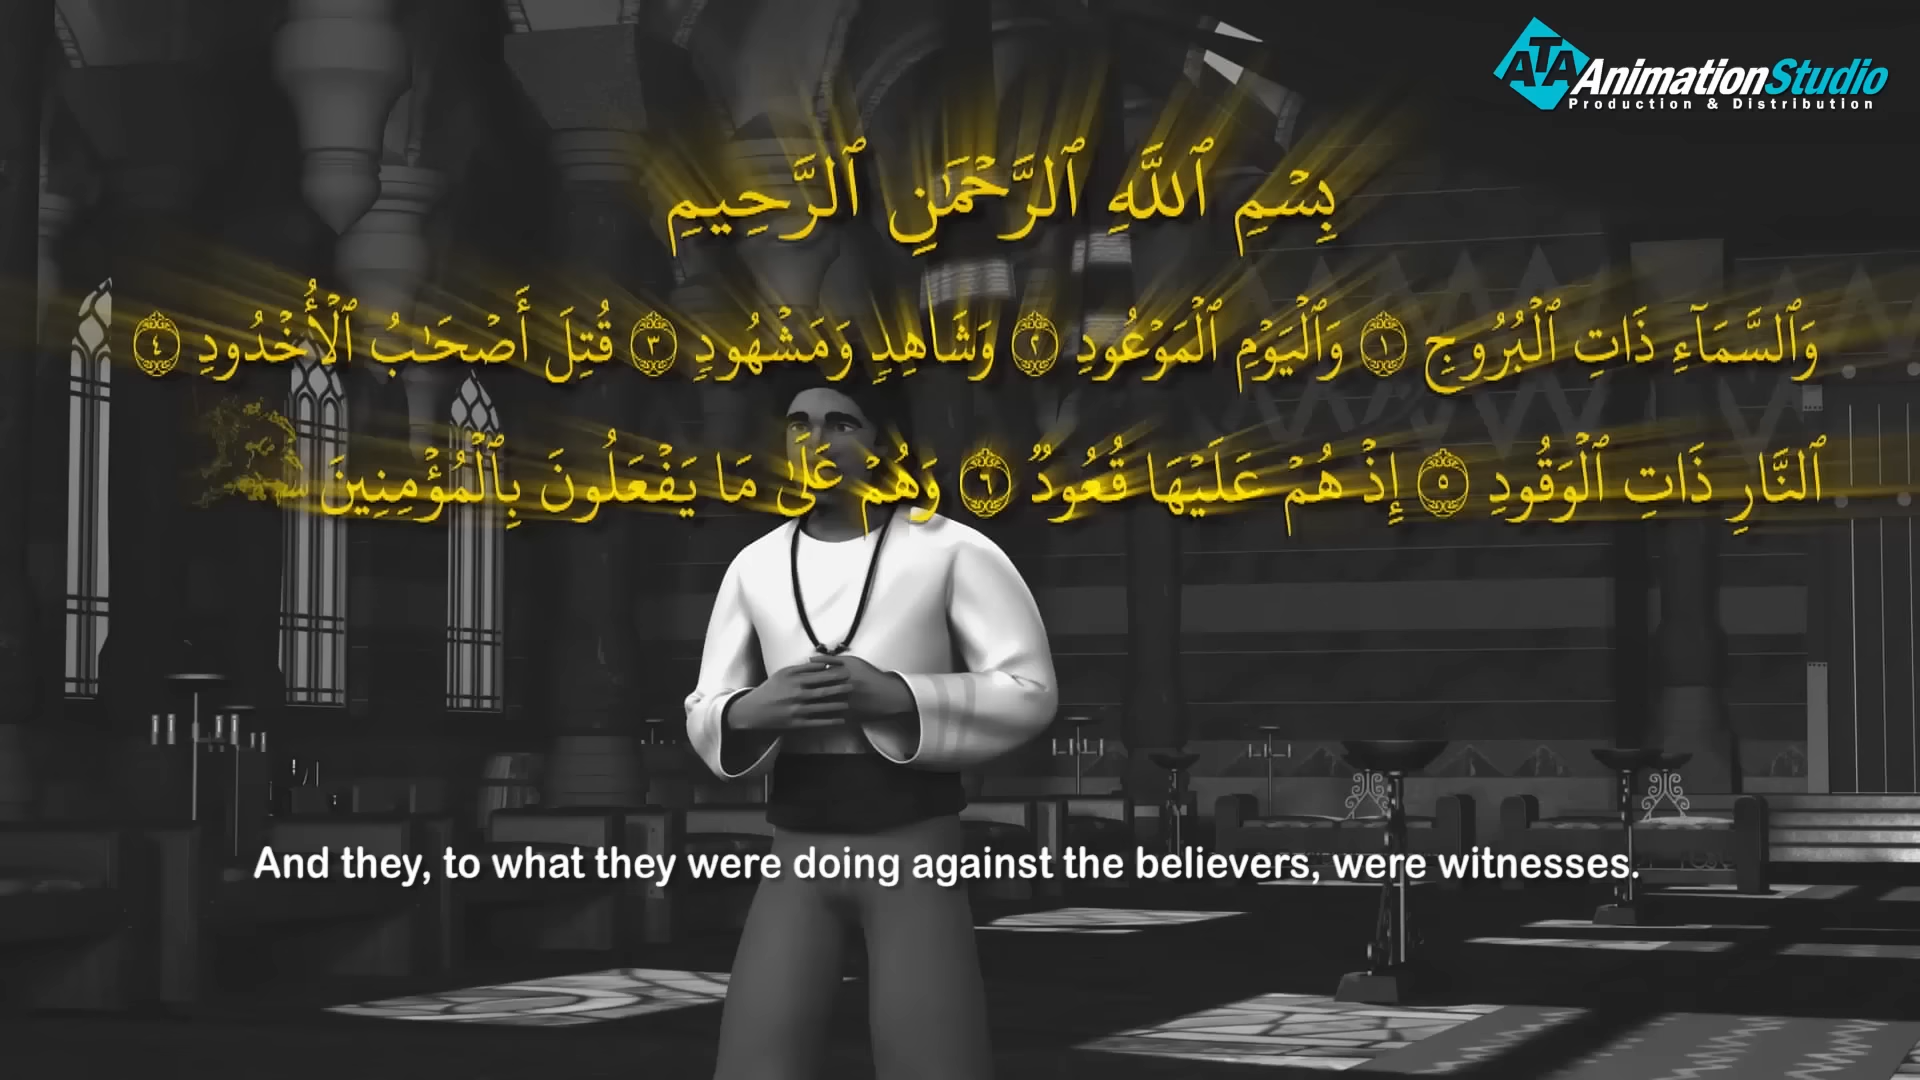 ATA AnimationStudio
Production & Distribution
بِسۡمِ ٱللَّهِ ٱلرَّحۡمَٰنِ ٱلرَّحِيمِ
وَٱلسَّمَآءِ ذَاتِ ٱلۡبُرُوجِ ١ وَٱلۡيَوۡمِ ٱلۡمَوۡعُودِ ٢ وَشَاهِدٖ وَمَشۡهُودٖ ٣ قُتِلَ أَصۡحَٰبُ ٱلۡأُخۡدُودِ ٤
ٱلنَّارِ ذَاتِ ٱلۡوَقُودِ ٥ إِذۡ هُمۡ عَلَيۡهَا قُعُودٞ ٦ وَهُمۡ عَلَىٰ مَا يَفۡعَلُونَ بِٱلۡمُؤۡمِنِينَ
And they, to what they were doing against the believers, were witnesses.